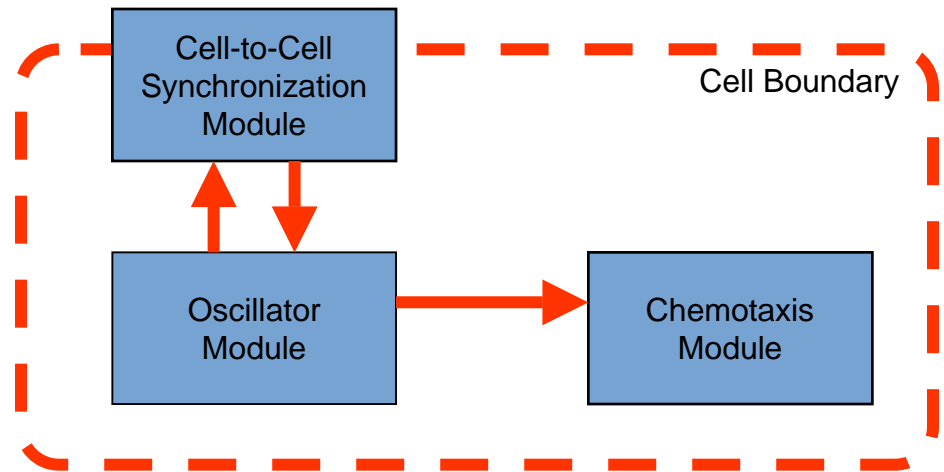 Cell-to-Cell
Synchronization
Module
Cell Boundary
Oscillator
Module
Chemotaxis
Module